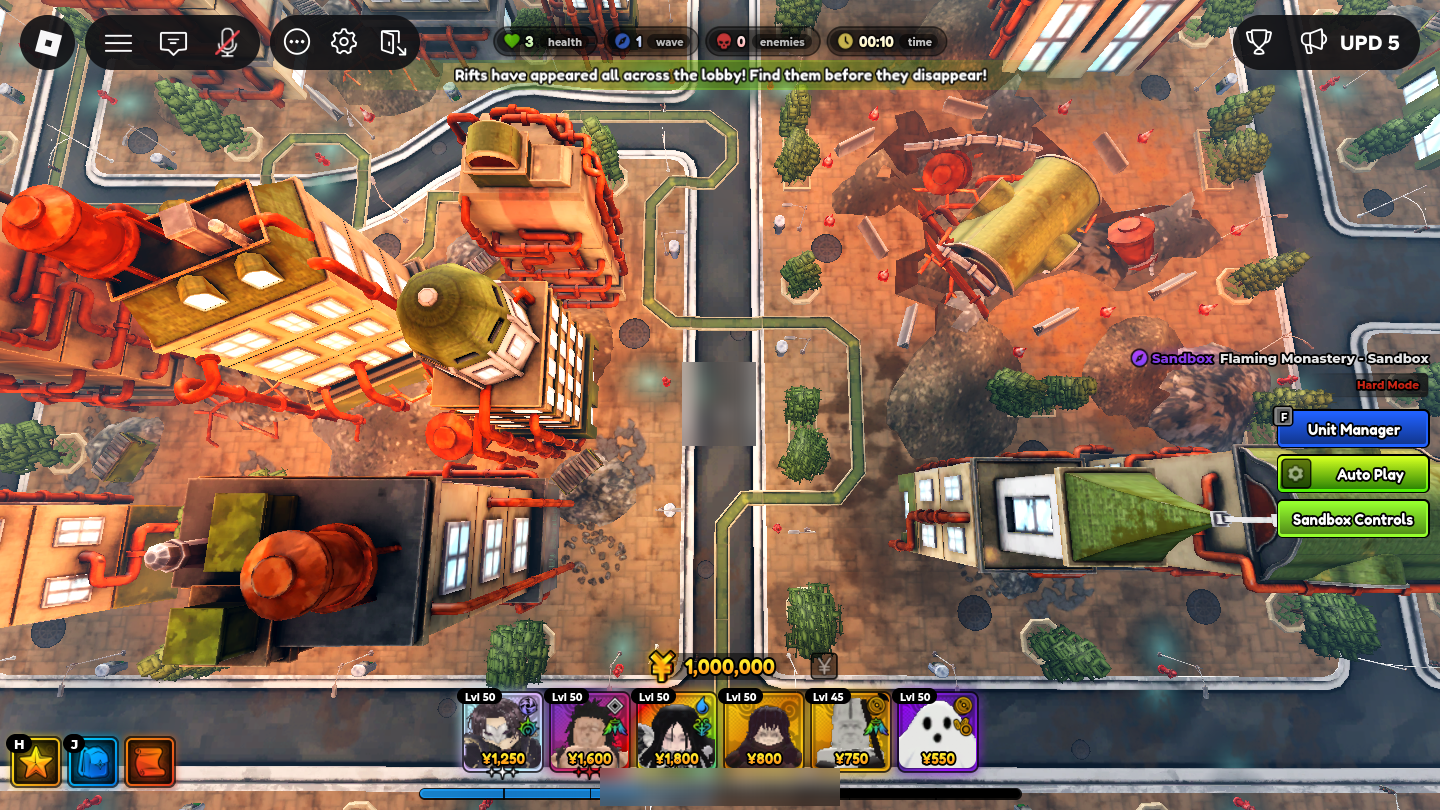 3 health
1 wave
0 enemies
00:10 time
UPD 5
Rifts have appeared all across the lobby! Find them before they disappear!
Sandbox Flaming Monastery - Sandbox
Hard Mode
F
Unit Manager
Auto Play
Sandbox Controls
¥ 1,000,000 ¥
Lvl 50 Lvl 50 Lvl 50 Lvl 50 Lvl 45 Lvl 50
¥1,250 ¥1,600 ¥1,800 ¥800 ¥750 ¥550
H J